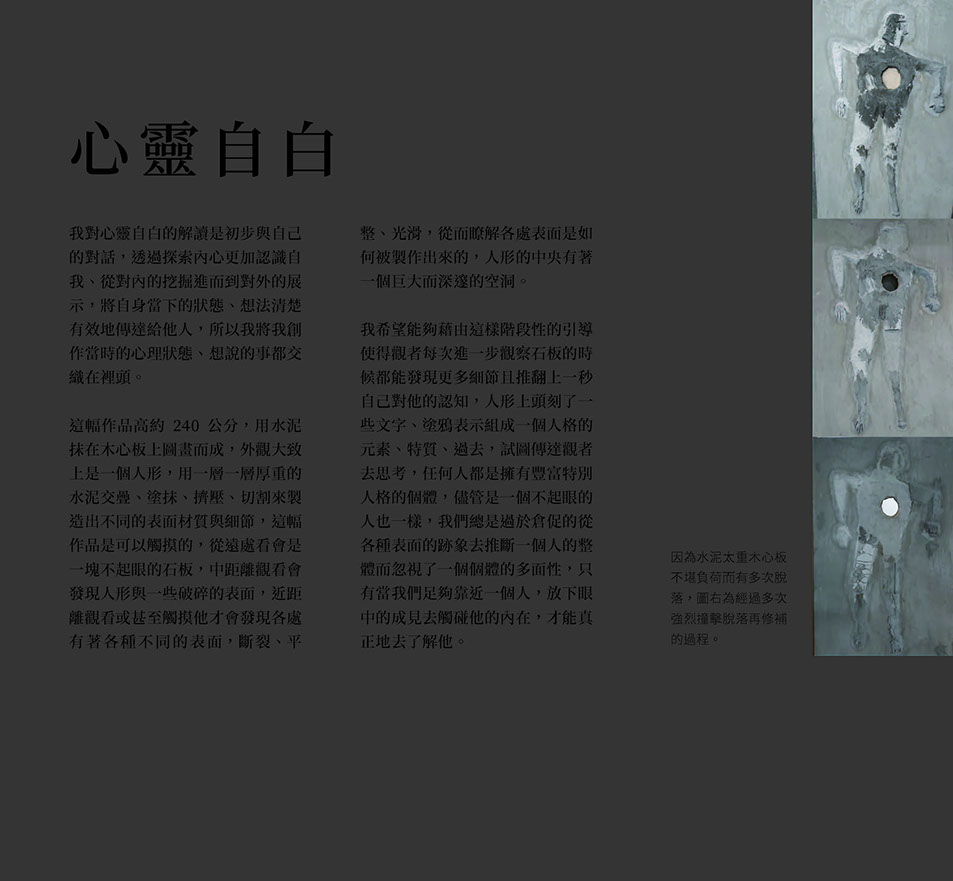 心靈自白
我對心靈自白的解讀是初步與自己
的對話，透過探索內心更加認識自
我、從對內的挖掘進而到對外的展
示，將自身當下的狀態、想法清楚
有效地傳達給他人，所以我將我創
作當時的心理狀態、想說的事都交
織在裡頭。
這幅作品高約 240 公分，用水泥
抹在木心板上圖畫而成，外觀大致
上是一個人形，用一層一層厚重的
水泥交疊、塗抹、擠壓、切割來製
造出不同的表面材質與細節，這幅
作品是可以觸摸的，從遠處看會是
一塊不起眼的石板，中距離觀看會
發現人形與一些破碎的表面，近距
離觀看或甚至觸摸他才會發現各處
有著各種不同的表面，斷裂、平
整、光滑，從而瞭解各處表面是如
何被製作出來的，人形的中央有著
一個巨大而深邃的空洞。
我希望能夠藉由這樣階段性的引導
使得觀者每次進一步觀察石板的時
候都能發現更多細節且推翻上一秒
自己對他的認知，人形上頭刻了一
些文字、塗鴉表示組成一個人格的
元素、特質、過去，試圖傳達觀者
去思考，任何人都是擁有豐富特別
人格的個體，儘管是一個不起眼的
人也一樣，我們總是過於倉促的從
各種表面的跡象去推斷一個人的整
體而忽視了一個個體的多面性，只
有當我們足夠靠近一個人，放下眼
中的成見去觸碰他的內在，才能真
正地去了解他。
因為水泥太重木心板
不堪負荷而有多次脫
落，圖右為經過多次
強烈撞擊脫落再修補
的過程。